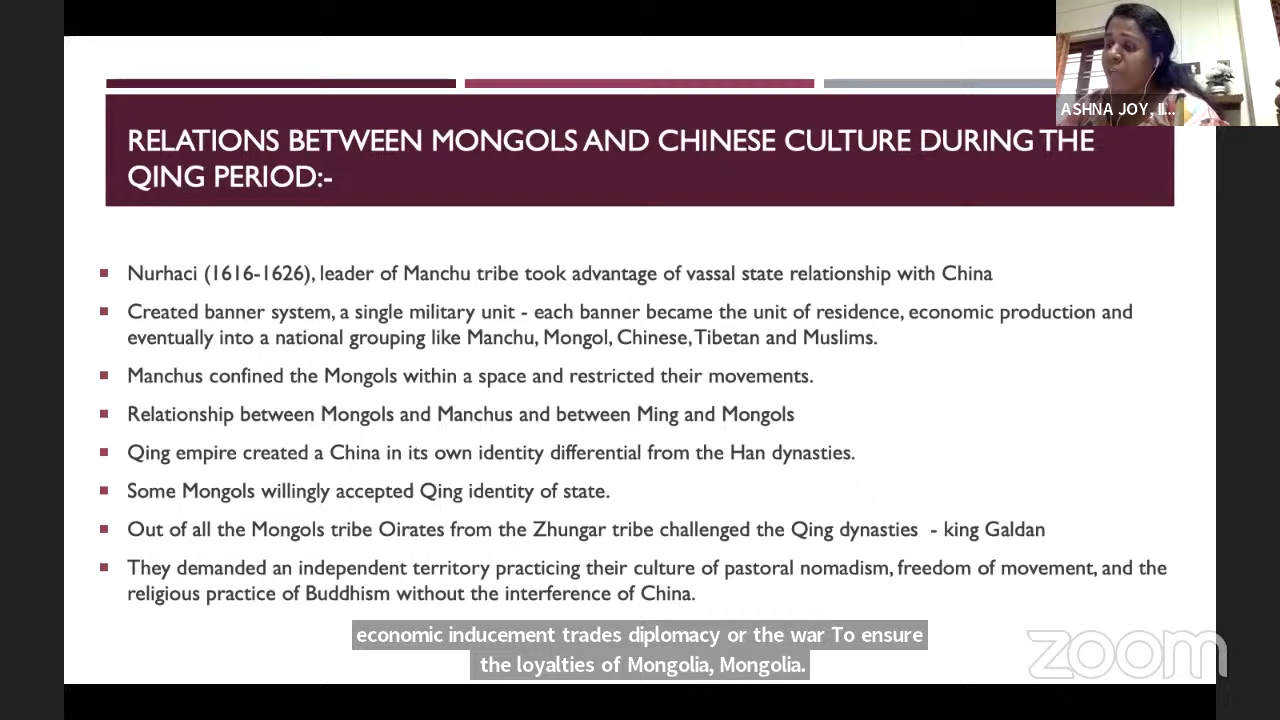 ASHNA JOY, II...
RELATIONS BETWEEN MONGOLS AND CHINESE CULTURE DURING THE
QING PERIOD:-
Nurhaci (1616-1626), leader of Manchu tribe took advantage of vassal state relationship with China
Created banner system, a single military unit - each banner became the unit of residence, economic production and
eventually into a national grouping like Manchu, Mongol, Chinese, Tibetan and Muslims.
Manchus confined the Mongols within a space and restricted their movements.
Relationship between Mongols and Manchus and between Ming and Mongols
Qing empire created a China in its own identity differential from the Han dynasties.
Some Mongols willingly accepted Qing identity of state.
Out of all the Mongols tribe Oirates from the Zhungar tribe challenged the Qing dynasties - king Galdan
They demanded an independent territory practicing their culture of pastoral nomadism, freedom of movement, and the
religious practice of Buddhism without the interference of China.
economic inducement trades diplomacy or the war To ensure
the loyalties of Mongolia, Mongolia.
zoom